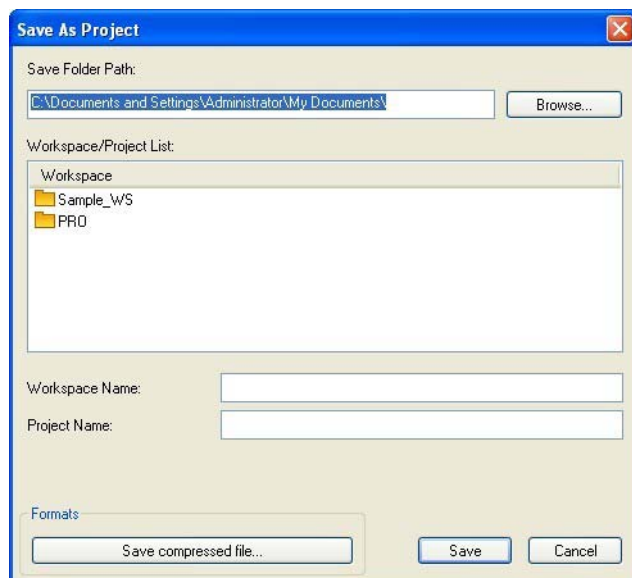 Save As Project
Save Folder Path:
C:\Documents and Settings\Administrator\My Documents\
Browse...
Workspace/Project List:
Workspace
Sample_WS
PRO
Workspace Name:
Project Name:
Formats
Save compressed file...
Save
Cancel